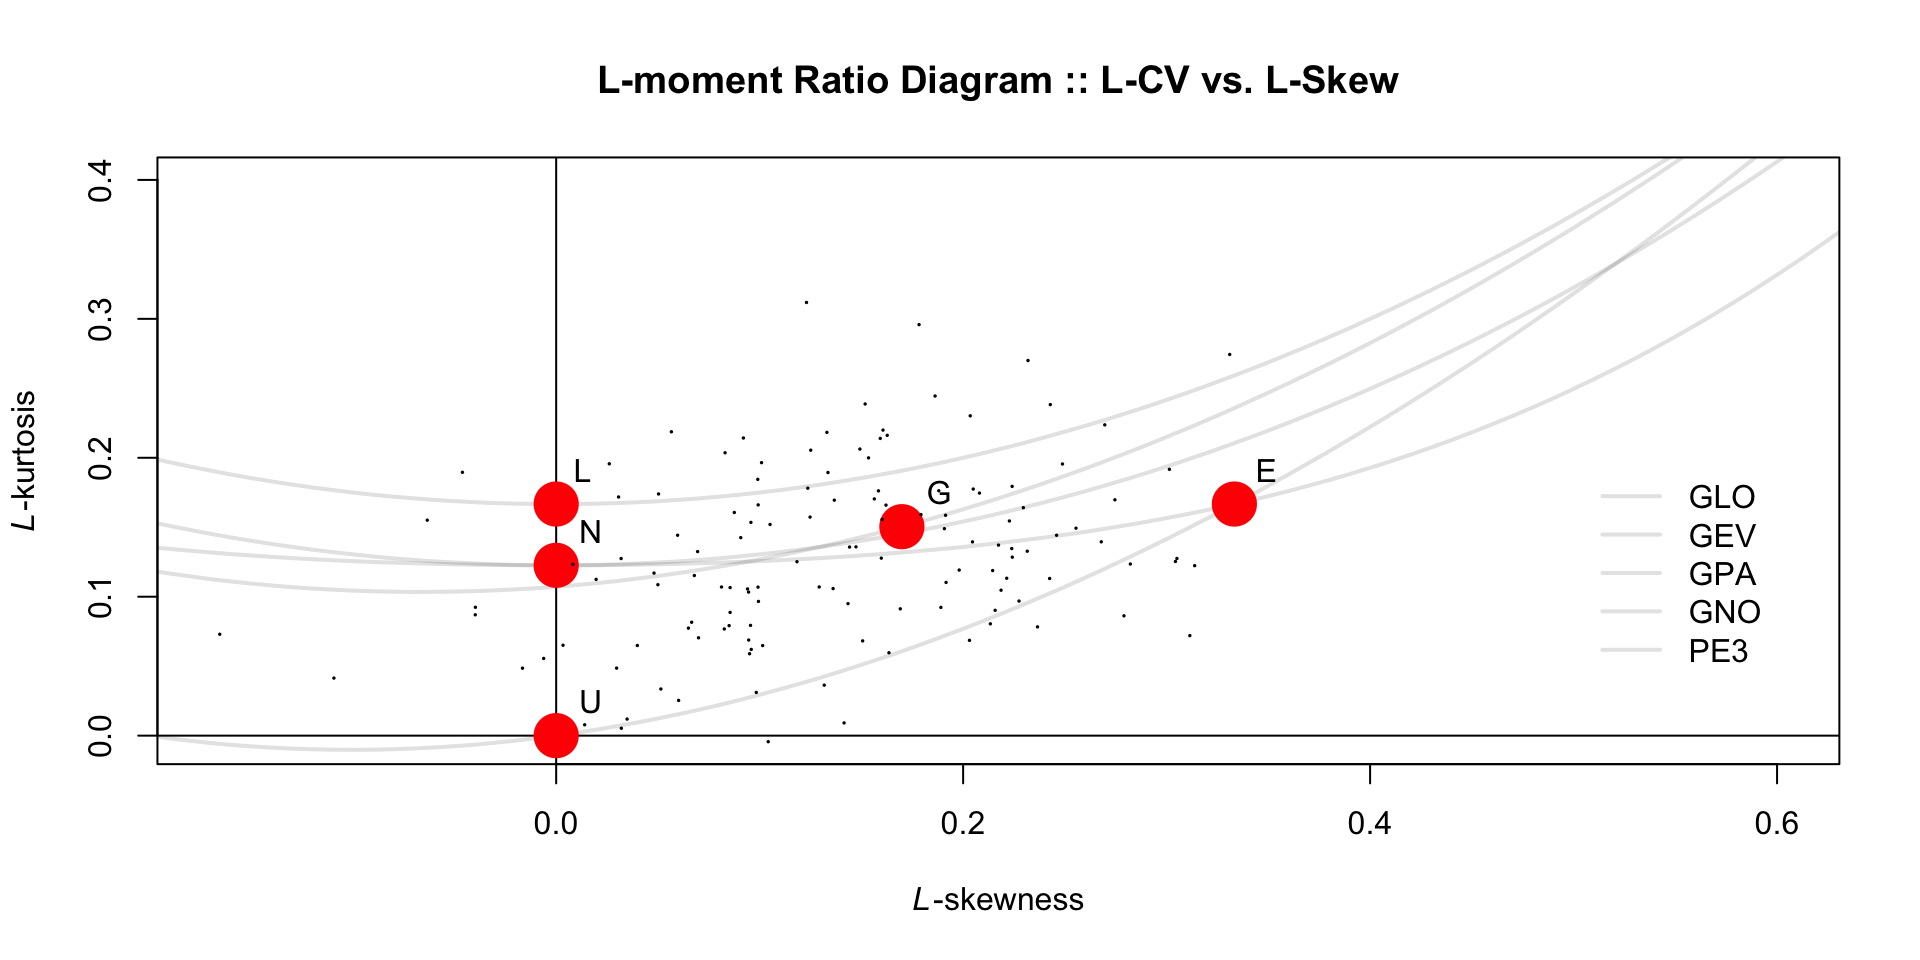 L-moment Ratio Diagram :: L-CV vs. L-Skew
0.4
0.3
0.2
0.1
0.0
L-kurtosis
L
N
G
E
U
GLO
GEV
GPA
GNO
PE3
0.0 0.2 0.4 0.6
L-skewness